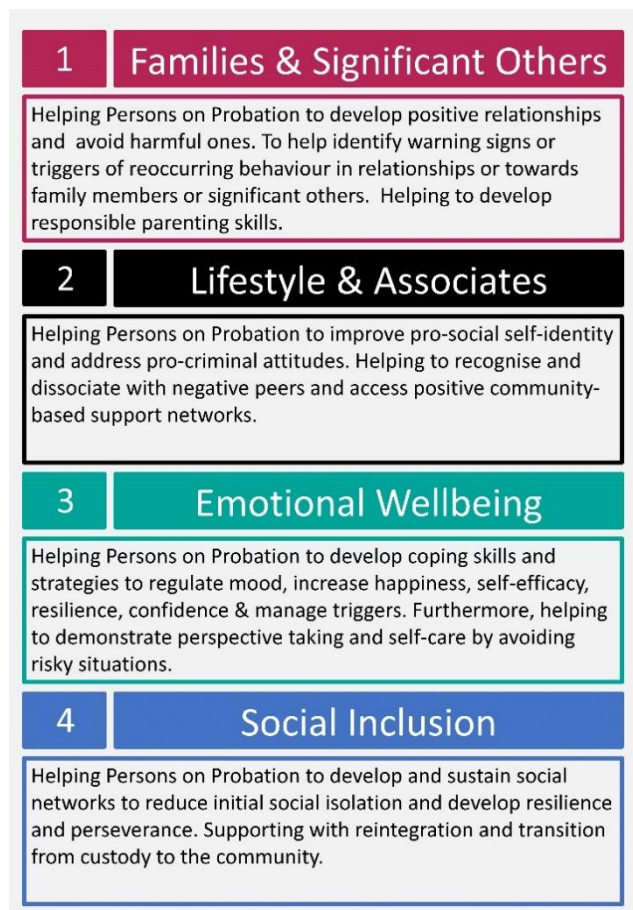 1 Families & Significant Others
Helping Persons on Probation to develop positive relationships
and avoid harmful ones. To help identify warning signs or
triggers of reoccurring behaviour in relationships or towards
family members or significant others. Helping to develop
responsible parenting skills.
2 Lifestyle & Associates
Helping Persons on Probation to improve pro-social self-identity
and address pro-criminal attitudes. Helping to recognise and
dissociate with negative peers and access positive community-
based support networks.
3 Emotional Wellbeing
Helping Persons on Probation to develop coping skills and
strategies to regulate mood, increase happiness, self-efficacy,
resilience, confidence & manage triggers. Furthermore, helping
to demonstrate perspective taking and self-care by avoiding
risky situations.
4 Social Inclusion
Helping Persons on Probation to develop and sustain social
networks to reduce initial social isolation and develop resilience
and perseverance. Supporting with reintegration and transition
from custody to the community.